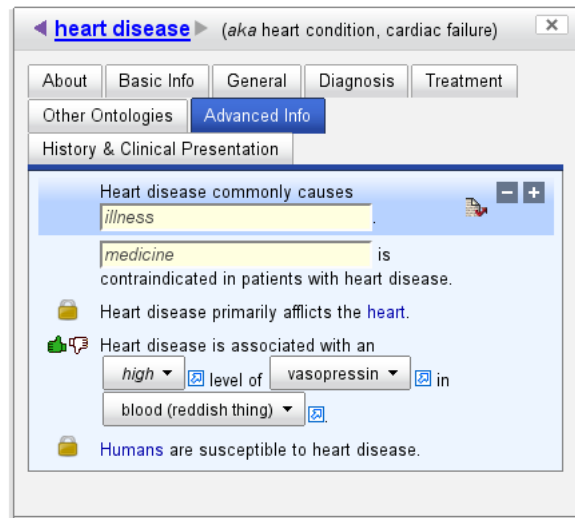 heart disease (aka heart condition, cardiac failure)
About Basic Info General Diagnosis Treatment
Other Ontologies Advanced Info
History & Clinical Presentation
Heart disease commonly causes
illness .
medicine is
contraindicated in patients with heart disease.
Heart disease primarily afflicts the heart.
Heart disease is associated with an
high level of vasopressin in
blood (reddish thing) .
Humans are susceptible to heart disease.